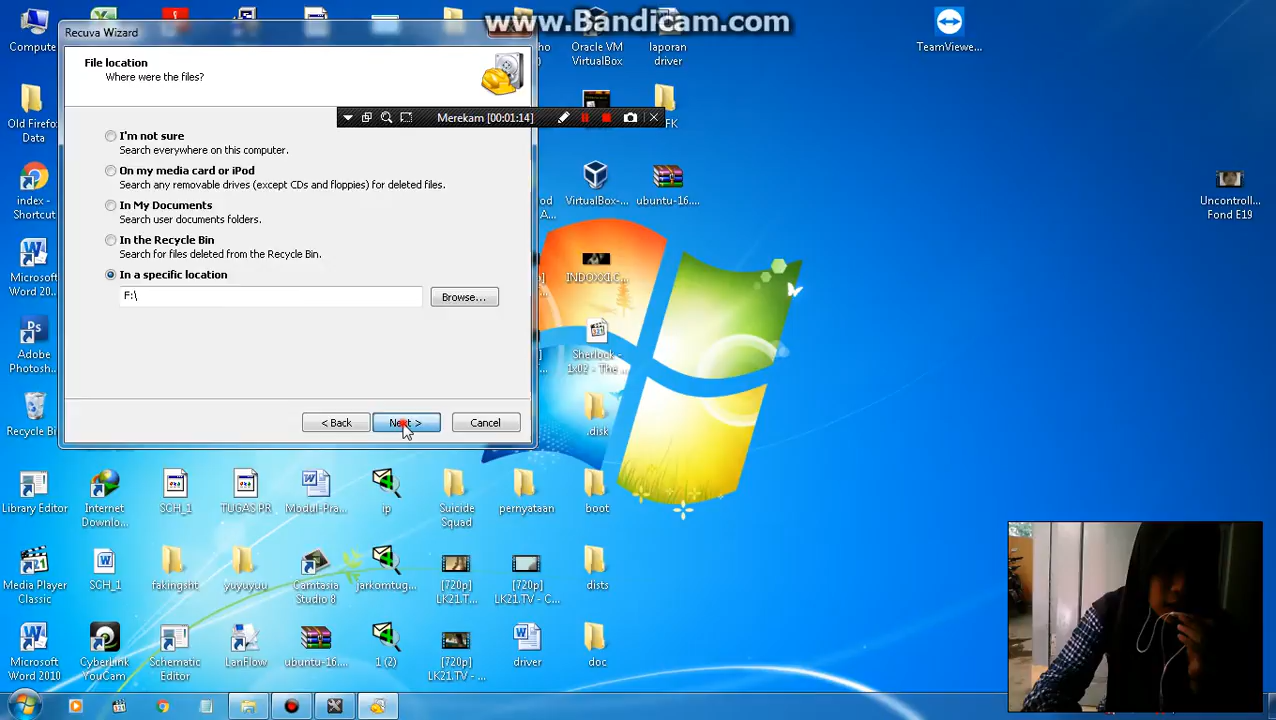 www.Bandicam.com
Recuva Wizard
File location
Where were the files?
Merekam [00:01:14]
I'm not sure
Search everywhere on this computer.
On my media card or iPod
Search any removable drives (except CDs and floppies) for deleted files.
In My Documents
Search user documents folders.
In the Recycle Bin
Search for files deleted from the Recycle Bin.
In a specific location
F:\
Browse...
< Back
Next >
Cancel
Compute
Oracle VM
VirtualBox
laporan
driver
TeamViewe...
Old Firefox
Data
FK
index -
Shortcut
VirtualBox-...
ubuntu-16....
Uncontroll...
Fond E19
Microsoft
Word 20...
INDOXXI.C...
Adobe
Photosh...
Sherlock -
1x02 - The ...
Recycle Bi
.disk
Library Editor
Internet
Downlo...
SCH_1
TUGAS PR
Modul-Pra...
ip
Suicide
Squad
pernyataan
boot
Media Player
Classic
SCH_1
fakingsht
yuyuyuu
Camtasia
Studio 8
jarkomtug...
[720p]
LK21.T...
[720p]
LK21.TV - C...
dists
Microsoft
Word 2010
CyberLink
YouCam
Schematic
Editor
LanFlow
ubuntu-16....
1 (2)
[720p]
LK21.TV - ...
driver
doc